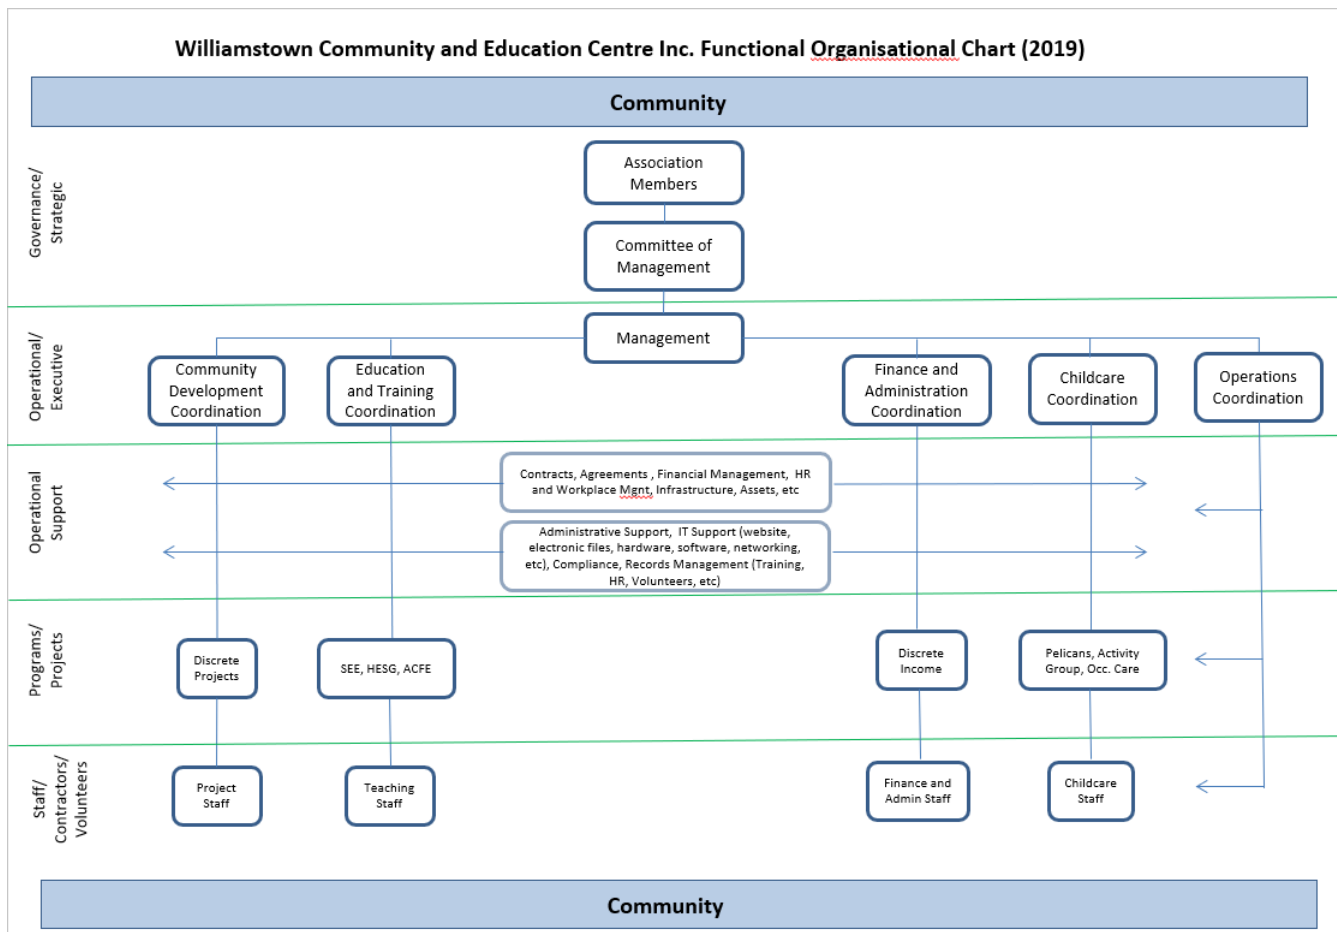 Williamstown Community and Education Centre Inc. Functional Organisational Chart (2019)
Community
Governance/
Strategic
Association
Members
Committee of
Management
Operational/
Executive
Management
Community
Development
Coordination
Education
and Training
Coordination
Finance and
Administration
Coordination
Childcare
Coordination
Operations
Coordination
Operational
Support
Contracts, Agreements , Financial Management, HR
and Workplace Mgnt, Infrastructure, Assets, etc
Administrative Support, IT Support (website,
electronic files, hardware, software, networking,
etc), Compliance, Records Management (Training,
HR, Volunteers, etc)
Programs/
Projects
Discrete
Projects
SEE, HESG, ACFE
Discrete
Income
Pelicans, Activity
Group, Occ. Care
Staff/
Contractors/
Volunteers
Project
Staff
Teaching
Staff
Finance and
Admin Staff
Childcare
Staff
Community